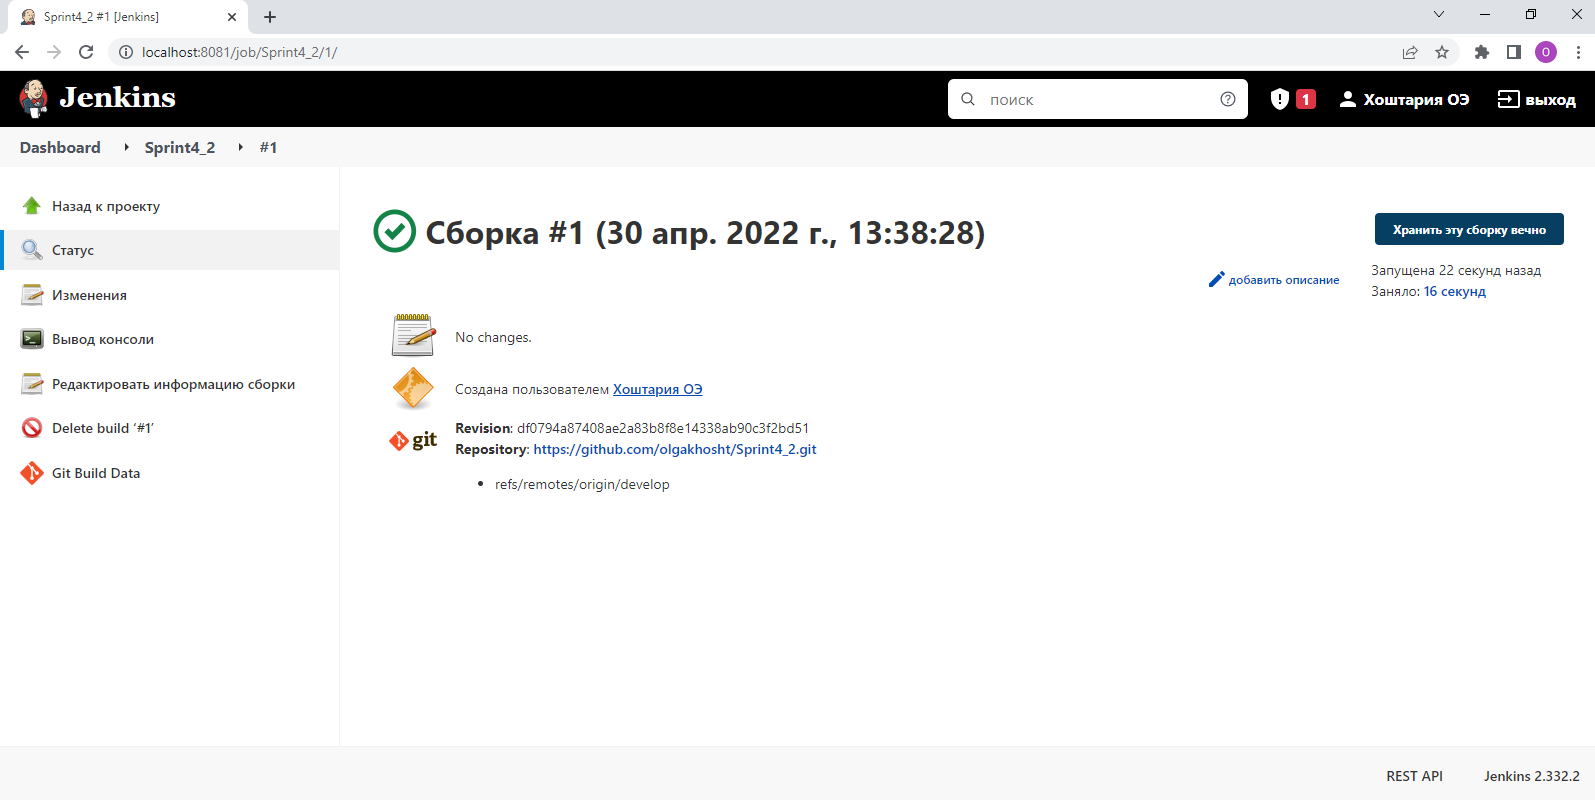 Sprint4_2 #1 [Jenkins]
localhost:8081/job/Sprint4_2/1/
O
Jenkins
поиск
1
Хоштария ОЭ
выход
Dashboard
Sprint4_2
#1
Назад к проекту
Статус
Изменения
Вывод консоли
Редактировать информацию сборки
Delete build ‘#1’
Git Build Data
Сборка #1 (30 апр. 2022 г., 13:38:28)
Хранить эту сборку вечно
добавить описание
Запущена 22 секунд назад
Заняло: 16 секунд
No changes.
Создана пользователем Хоштария ОЭ
git
Revision: df0794a87408ae2a83b8f8e14338ab90c3f2bd51
Repository: https://github.com/olgakhosht/Sprint4_2.git
refs/remotes/origin/develop
REST API
Jenkins 2.332.2